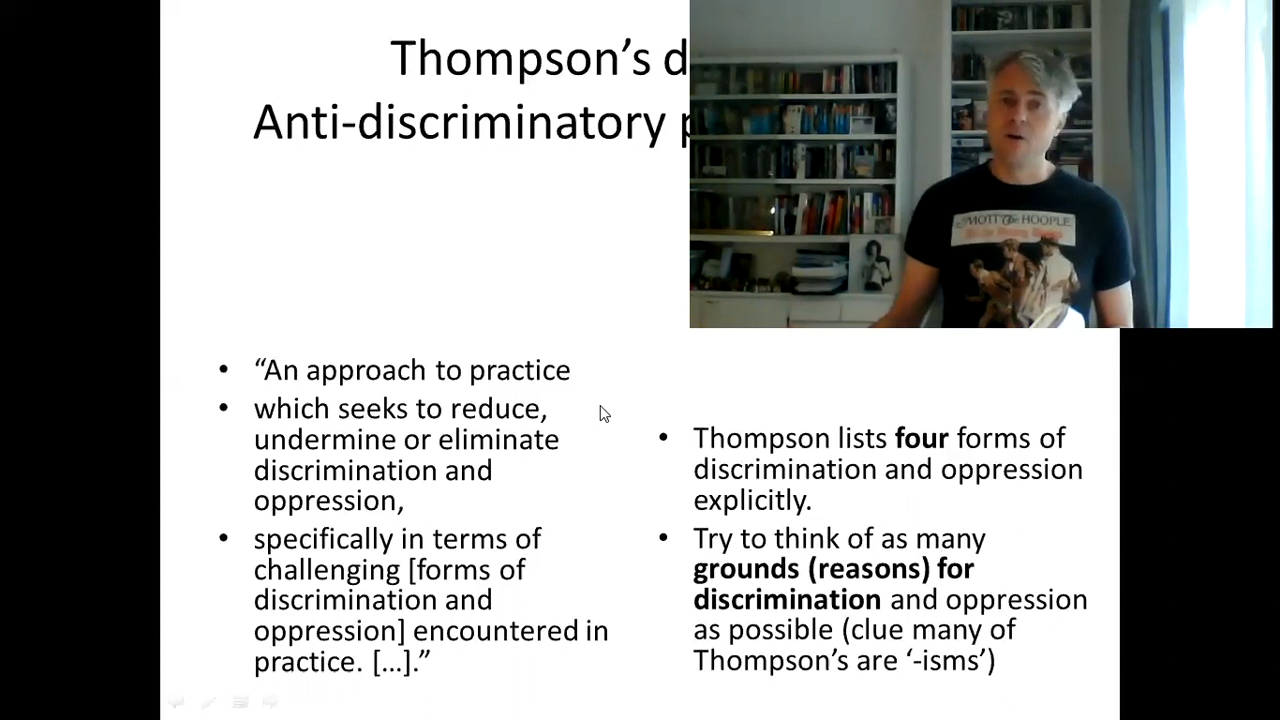 Thompson’s d
Anti-discriminatory p
MOTT the HOOPLE
• “An approach to practice
• which seeks to reduce,
undermine or eliminate
discrimination and
oppression,
• specifically in terms of
challenging [forms of
discrimination and
oppression] encountered in
practice. […].”
• Thompson lists four forms of
discrimination and oppression
explicitly.
• Try to think of as many
grounds (reasons) for
discrimination and oppression
as possible (clue many of
Thompson’s are ‘-isms’)